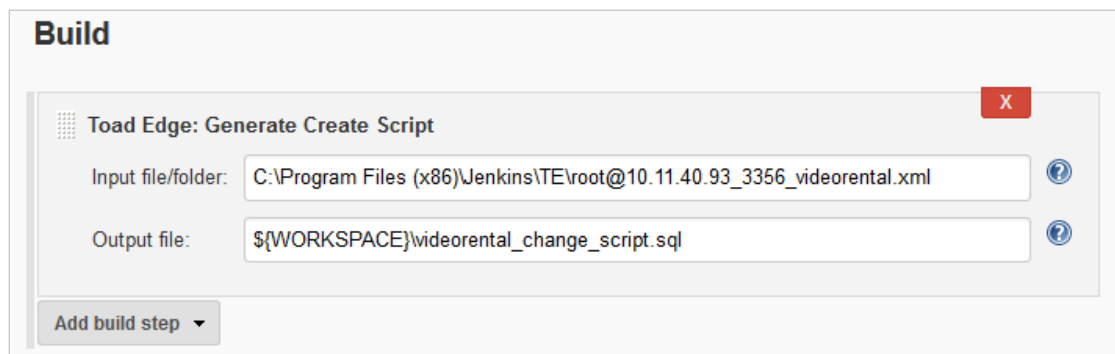 Build
X
Toad Edge: Generate Create Script
Input file/folder: C:\Program Files (x86)\Jenkins\TE\root@10.11.40.93_3356_videorental.xml ?
Output file: ${WORKSPACE}\videorental_change_script.sql ?
Add build step